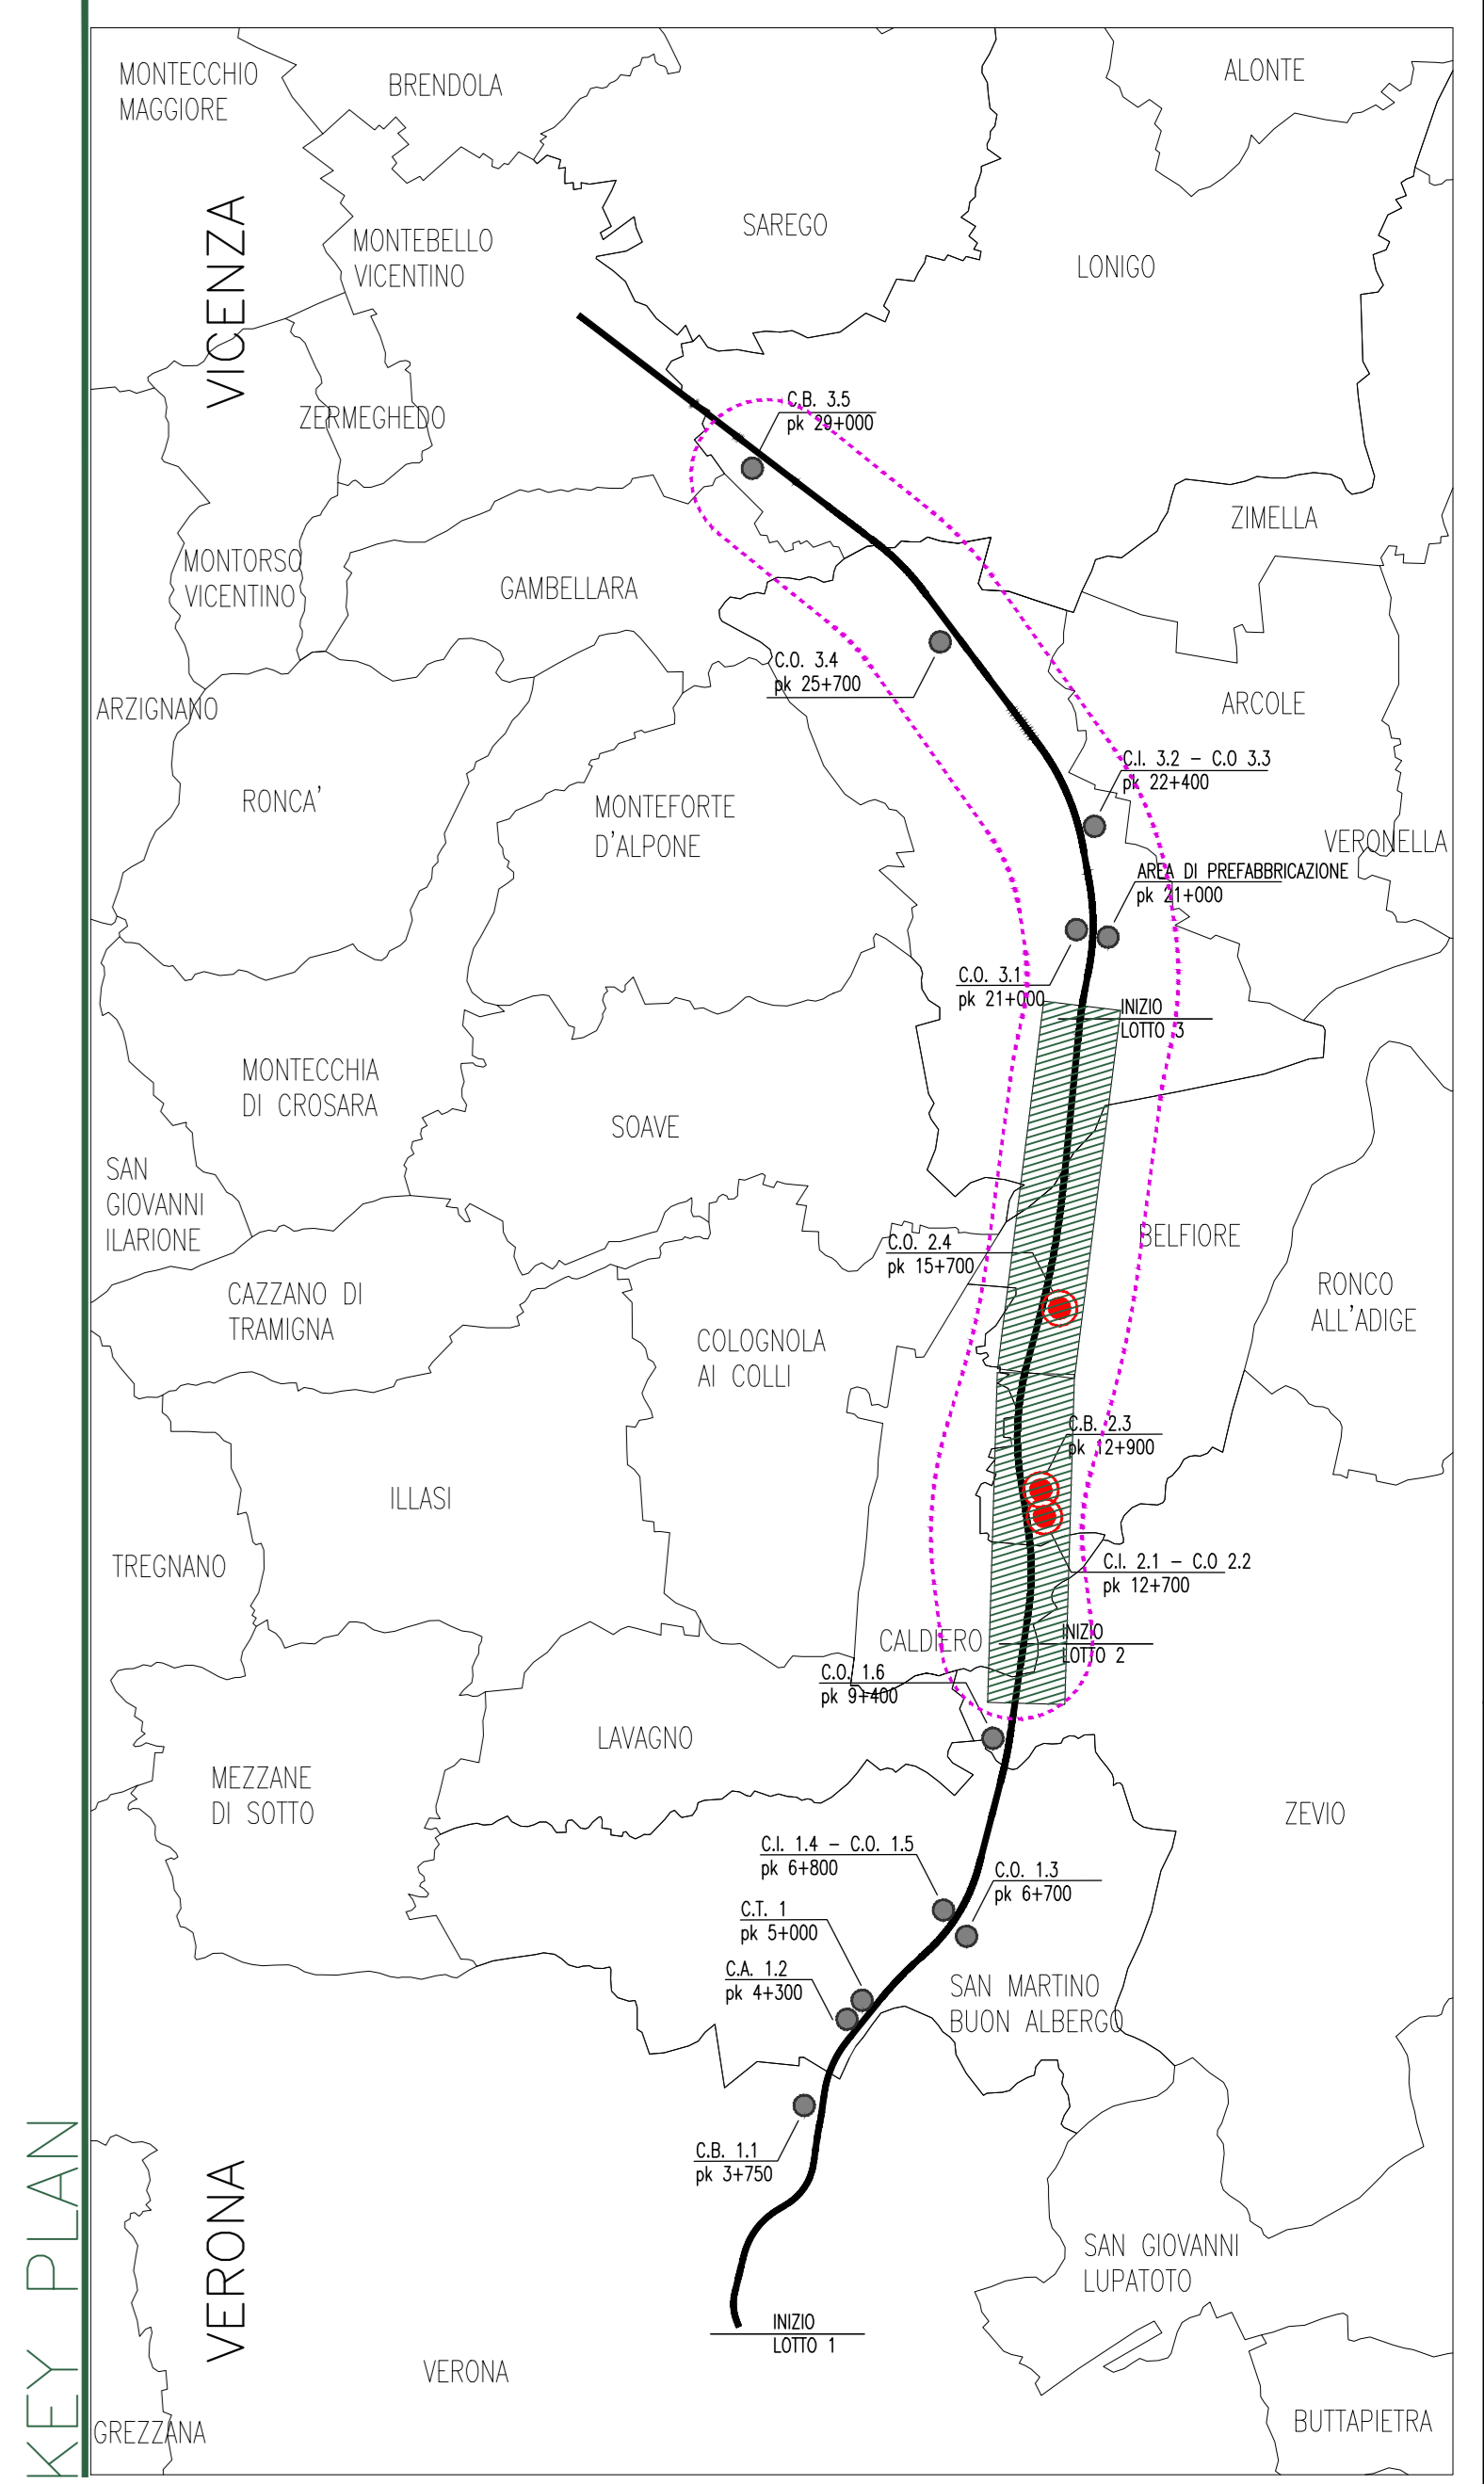 KEY PLAN
MONTECCHIO
MAGGIORE
BRENDOLA
ALONTE
VICENZA
SAREGO
MONTEBELLO
VICENTINO
LONIGO
ZERMEGHEDO
C.B. 3.5
pk 29+000
ZIMELLA
MONTORSO
VICENTINO
GAMBELLARA
C.O. 3.4
pk 25+700
ARZIGNANO
ARCOLE
C.I. 3.2 - C.O 3.3
pk 22+400
RONCA'
MONTEFORTE
D'ALPONE
VERONELLA
AREA DI PREFABBRICAZIONE
pk 21+000
C.O. 3.1
pk 21+000
INIZIO
LOTTO 3
MONTECCHIA
DI CROSARA
SOAVE
SAN
GIOVANNI
ILARIONE
C.O. 2.4
pk 15+700
BELFIORE
CAZZANO DI
TRAMIGNA
RONCO
ALL'ADIGE
COLOGNOLA
AI COLLI
C.B. 2.3
pk 12+900
ILLASI
TREGNANO
C.I. 2.1 - C.O 2.2
pk 12+700
CALDIERO
INIZIO
LOTTO 2
C.O. 1.6
pk 9+400
LAVAGNO
MEZZANE
DI SOTTO
ZEVIO
C.I. 1.4 - C.O. 1.5
pk 6+800
C.O. 1.3
pk 6+700
C.T. 1
pk 5+000
C.A. 1.2
pk 4+300
SAN MARTINO
BUON ALBERGO
C.B. 1.1
pk 3+750
VERONA
SAN GIOVANNI
LUPATOTO
INIZIO
LOTTO 1
VERONA
GREZZANA
BUTTAPIETRA